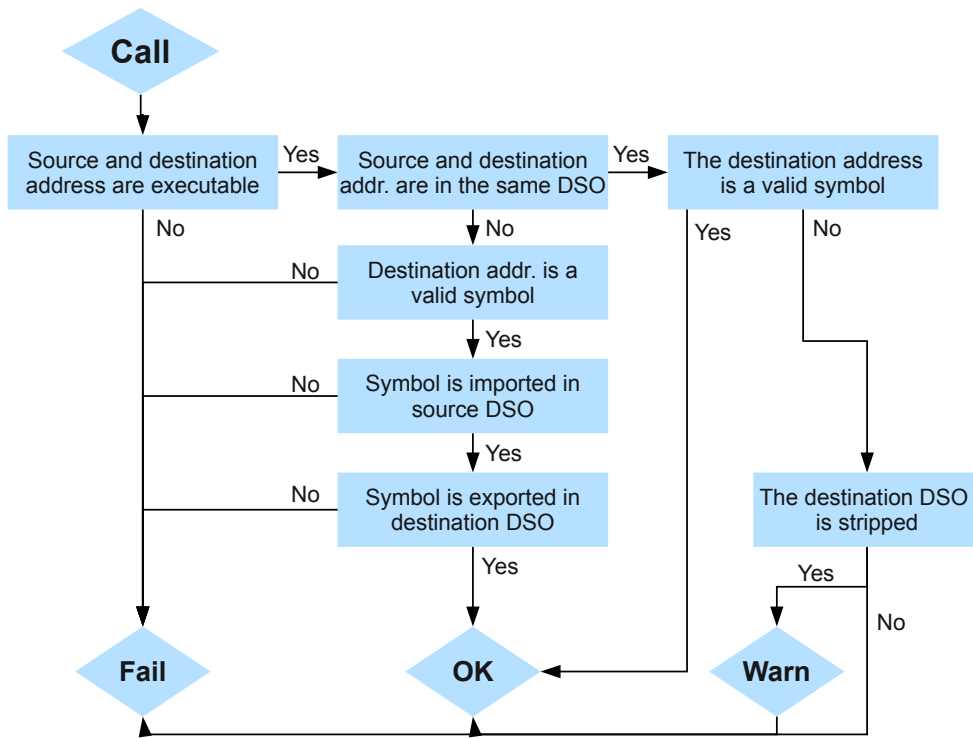 Call
Source and destination
address are executable
Yes
Source and destination
addr. are in the same DSO
Yes
The destination address
is a valid symbol
No
No
Yes
No
No
Destination addr. is a
valid symbol
Yes
No
Symbol is imported in
source DSO
Yes
No
Symbol is exported in
destination DSO
The destination DSO
is stripped
Yes
Yes
No
Fail
OK
Warn